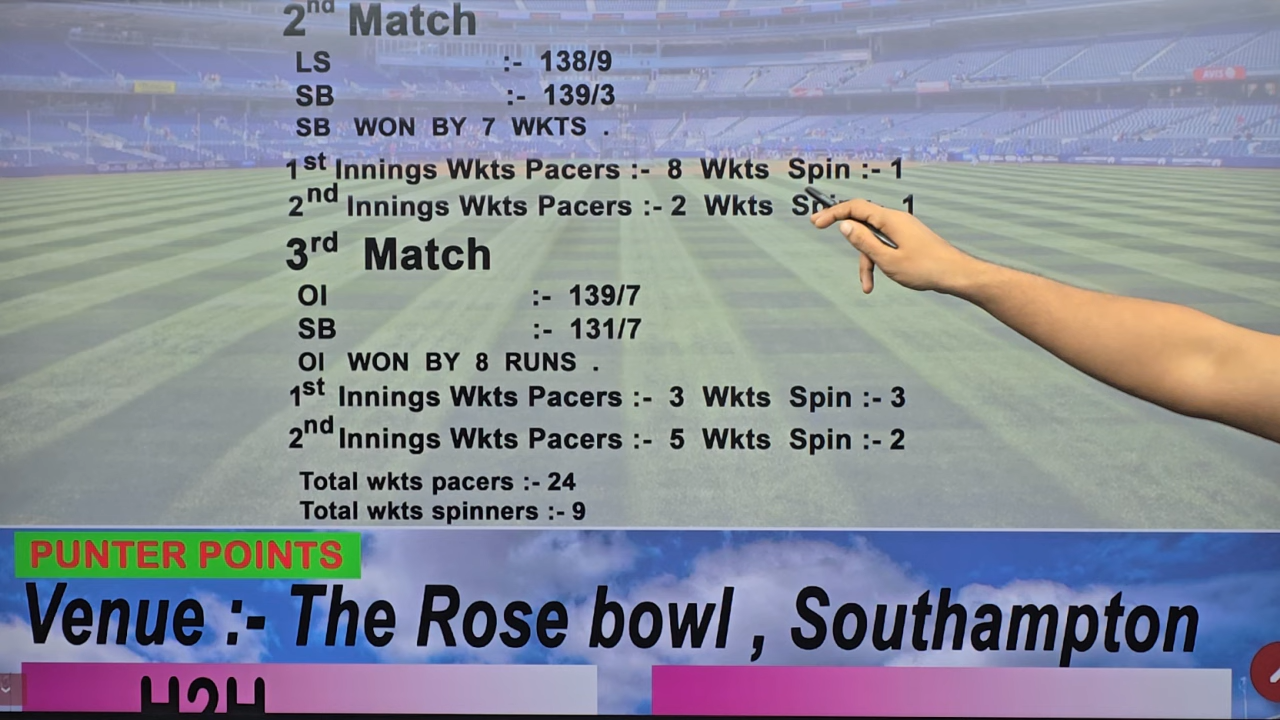 2nd Match
LS :- 138/9
SB :- 139/3
SB WON BY 7 WKTS .
1st Innings Wkts Pacers :- 8 Wkts Spin :- 1
2nd Innings Wkts Pacers :- 2 Wkts 1
3rd Match
OI :- 139/7
SB :- 131/7
OI WON BY 8 RUNS .
1st Innings Wkts Pacers :- 3 Wkts Spin :- 3
2nd Innings Wkts Pacers :- 5 Wkts Spin :- 2
Total wkts pacers :- 24
Total wkts spinners :- 9
PUNTER POINTS
Venue :- The Rose bowl , Southampton
H2H